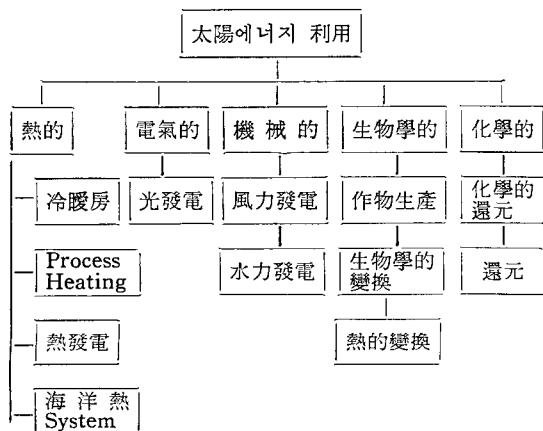 太陽에너지 利用
熱的
電氣的
機械的
生物學的
化學的
冷暖房
光發電
風力發電
作物生產
化學的
還元
Process
Heating
水力發電
生物學的
變換
還元
熱發電
熱的變換
海洋熱
System